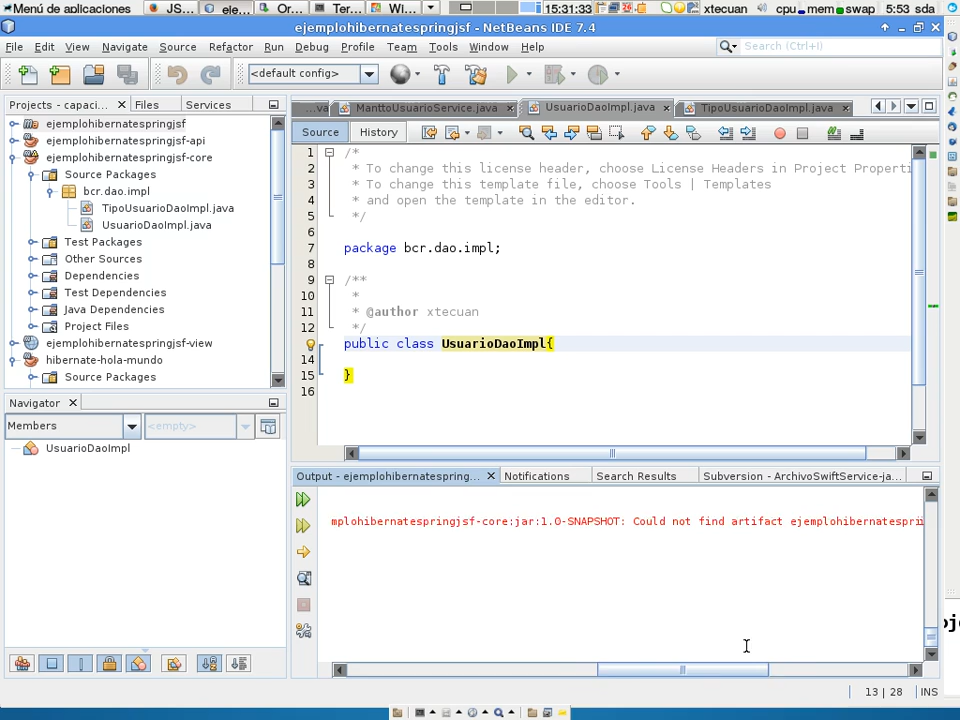 Menú de aplicaciones
JS...
ele...
Or...
Ter...
Wi...
15:31:33
xtecuan
cpu
mem
swap
5:53
sda
ejemplohibernatespringjsf - NetBeans IDE 7.4
File Edit View Navigate Source Refactor Run Debug Profile Team Tools Window Help
Search (Ctrl+I)
<default config>
Projects - capaci...
Files
Services
...va
ManttoUsuarioService.java
UsuarioDaoImpl.java
TipoUsuarioDaoImpl.java
Source
History
ejemplohibernatespringjsf
ejemplohibernatespringjsf-api
ejemplohibernatespringjsf-core
Source Packages
bcr.dao.impl
TipoUsuarioDaoImpl.java
UsuarioDaoImpl.java
Test Packages
Other Sources
Dependencies
Test Dependencies
Java Dependencies
Project Files
ejemplohibernatespringjsf-view
hibernate-hola-mundo
Source Packages
1 /*
2 * To change this license header, choose License Headers in Project Properti
3 * To change this template file, choose Tools | Templates
4 * and open the template in the editor.
5 */
6
7 package bcr.dao.impl;
8
9 /**
10 *
11 * @author xtecuan
12 */
public class UsuarioDaoImpl{
14
15 }
16
Navigator
Members
<empty>
UsuarioDaoImpl
Output - ejemplohibernatespring...
Notifications
Search Results
Subversion - ArchivoSwiftService-ja...
mplohibernatespringjsf-core:jar:1.0-SNAPSHOT: Could not find artifact ejemplohibernatespri
13 | 28
INS